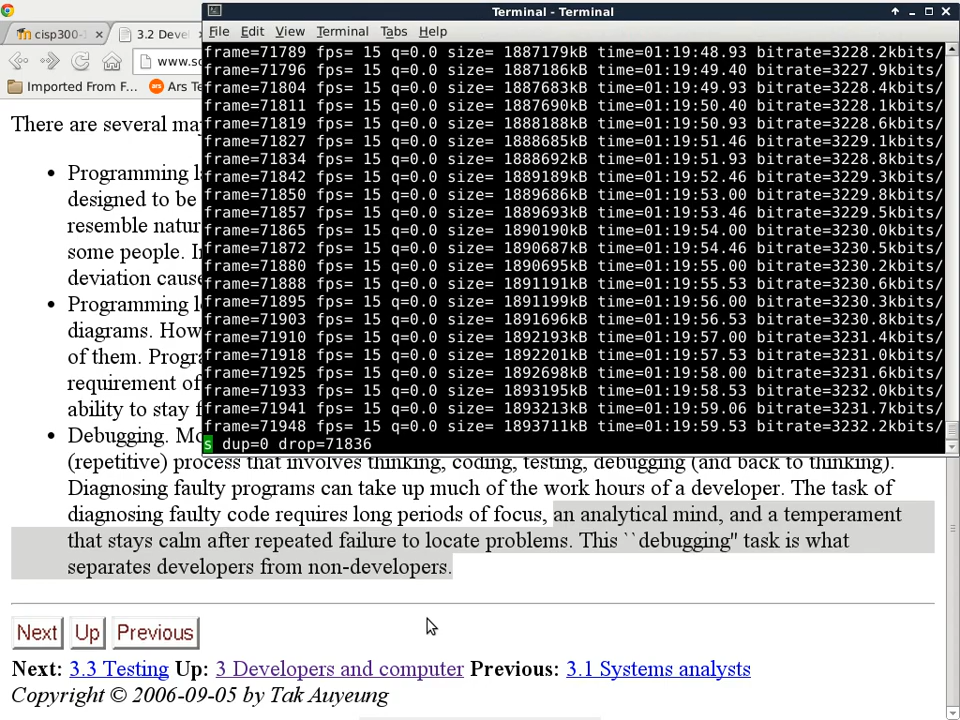 Terminal - Terminal
File Edit View Terminal Tabs Help
cisp300-
3.2 Deve
www.so
Imported From F...
Ars Te
frame=71789 fps= 15 q=0.0 size= 1887179kB time=01:19:48.93 bitrate=3228.2kbits/
frame=71796 fps= 15 q=0.0 size= 1887186kB time=01:19:49.40 bitrate=3227.9kbits/
frame=71804 fps= 15 q=0.0 size= 1887683kB time=01:19:49.93 bitrate=3228.4kbits/
frame=71811 fps= 15 q=0.0 size= 1887690kB time=01:19:50.40 bitrate=3228.1kbits/
frame=71819 fps= 15 q=0.0 size= 1888188kB time=01:19:50.93 bitrate=3228.6kbits/
frame=71827 fps= 15 q=0.0 size= 1888685kB time=01:19:51.46 bitrate=3229.1kbits/
frame=71834 fps= 15 q=0.0 size= 1888692kB time=01:19:51.93 bitrate=3228.8kbits/
frame=71842 fps= 15 q=0.0 size= 1889189kB time=01:19:52.46 bitrate=3229.3kbits/
frame=71850 fps= 15 q=0.0 size= 1889686kB time=01:19:53.00 bitrate=3229.8kbits/
frame=71857 fps= 15 q=0.0 size= 1889693kB time=01:19:53.46 bitrate=3229.5kbits/
frame=71865 fps= 15 q=0.0 size= 1890190kB time=01:19:54.00 bitrate=3230.0kbits/
frame=71872 fps= 15 q=0.0 size= 1890687kB time=01:19:54.46 bitrate=3230.5kbits/
frame=71880 fps= 15 q=0.0 size= 1890695kB time=01:19:55.00 bitrate=3230.2kbits/
frame=71888 fps= 15 q=0.0 size= 1891191kB time=01:19:55.53 bitrate=3230.6kbits/
frame=71895 fps= 15 q=0.0 size= 1891199kB time=01:19:56.00 bitrate=3230.3kbits/
frame=71903 fps= 15 q=0.0 size= 1891696kB time=01:19:56.53 bitrate=3230.8kbits/
frame=71910 fps= 15 q=0.0 size= 1892193kB time=01:19:57.00 bitrate=3231.4kbits/
frame=71918 fps= 15 q=0.0 size= 1892201kB time=01:19:57.53 bitrate=3231.0kbits/
frame=71925 fps= 15 q=0.0 size= 1892698kB time=01:19:58.00 bitrate=3231.6kbits/
frame=71933 fps= 15 q=0.0 size= 1893195kB time=01:19:58.53 bitrate=3232.0kbits/
frame=71941 fps= 15 q=0.0 size= 1893213kB time=01:19:59.06 bitrate=3231.7kbits/
frame=71948 fps= 15 q=0.0 size= 1893711kB time=01:19:59.53 bitrate=3232.2kbits/
s dup=0 drop=71836
There are several ma
• Programming la
designed to be
resemble natur
some people. In
deviation cause
• Programming lo
diagrams. How
of them. Progra
requirement of
ability to stay f
• Debugging. Mo
(repetitive) process that involves thinking, coding, testing, debugging (and back to thinking).
Diagnosing faulty programs can take up much of the work hours of a developer. The task of
diagnosing faulty code requires long periods of focus, an analytical mind, and a temperament
that stays calm after repeated failure to locate problems. This ``debugging'' task is what
separates developers from non-developers.
Next Up Previous
Next: 3.3 Testing Up: 3 Developers and computer Previous: 3.1 Systems analysts
Copyright © 2006-09-05 by Tak Auyeung